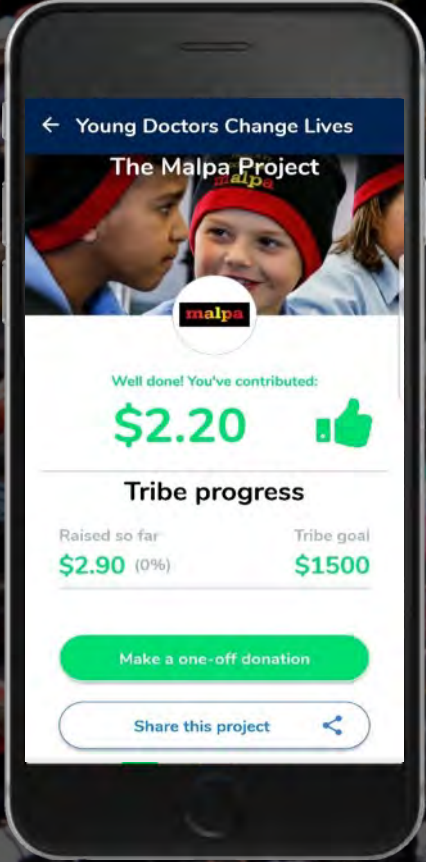 ← Young Doctors Change Lives
The Malpa Project
malpa
malpa
Well done! You've contributed:
$2.20
Tribe progress
Raised so far
Tribe goal
$2.90 (0%)
$1500
Make a one-off donation
Share this project